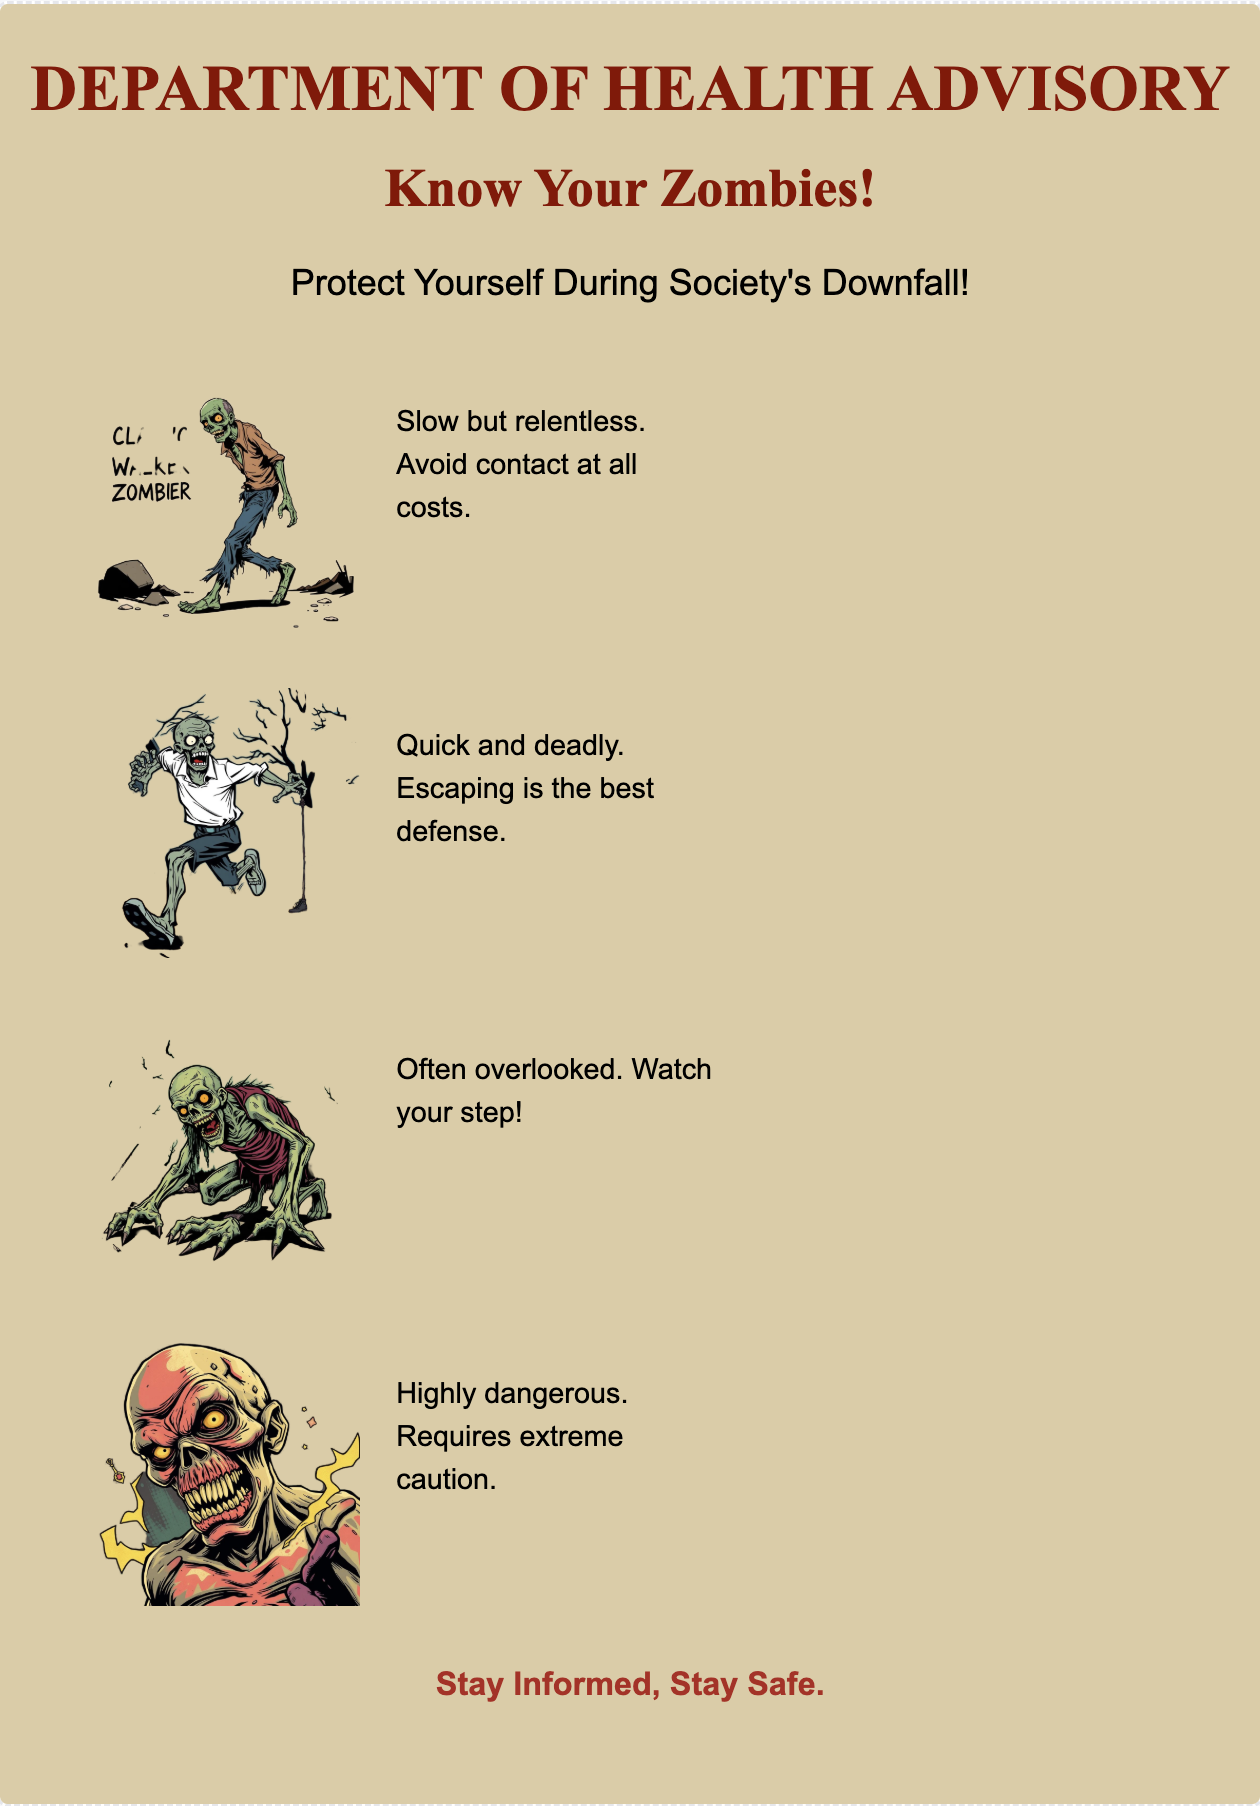 DEPARTMENT OF HEALTH ADVISORY
Know Your Zombies!
Protect Yourself During Society's Downfall!
ZOMBIER
Slow but relentless.
Avoid contact at all
costs.
Quick and deadly.
Escaping is the best
defense.
Often overlooked. Watch
your step!
Highly dangerous.
Requires extreme
caution.
Stay Informed, Stay Safe.